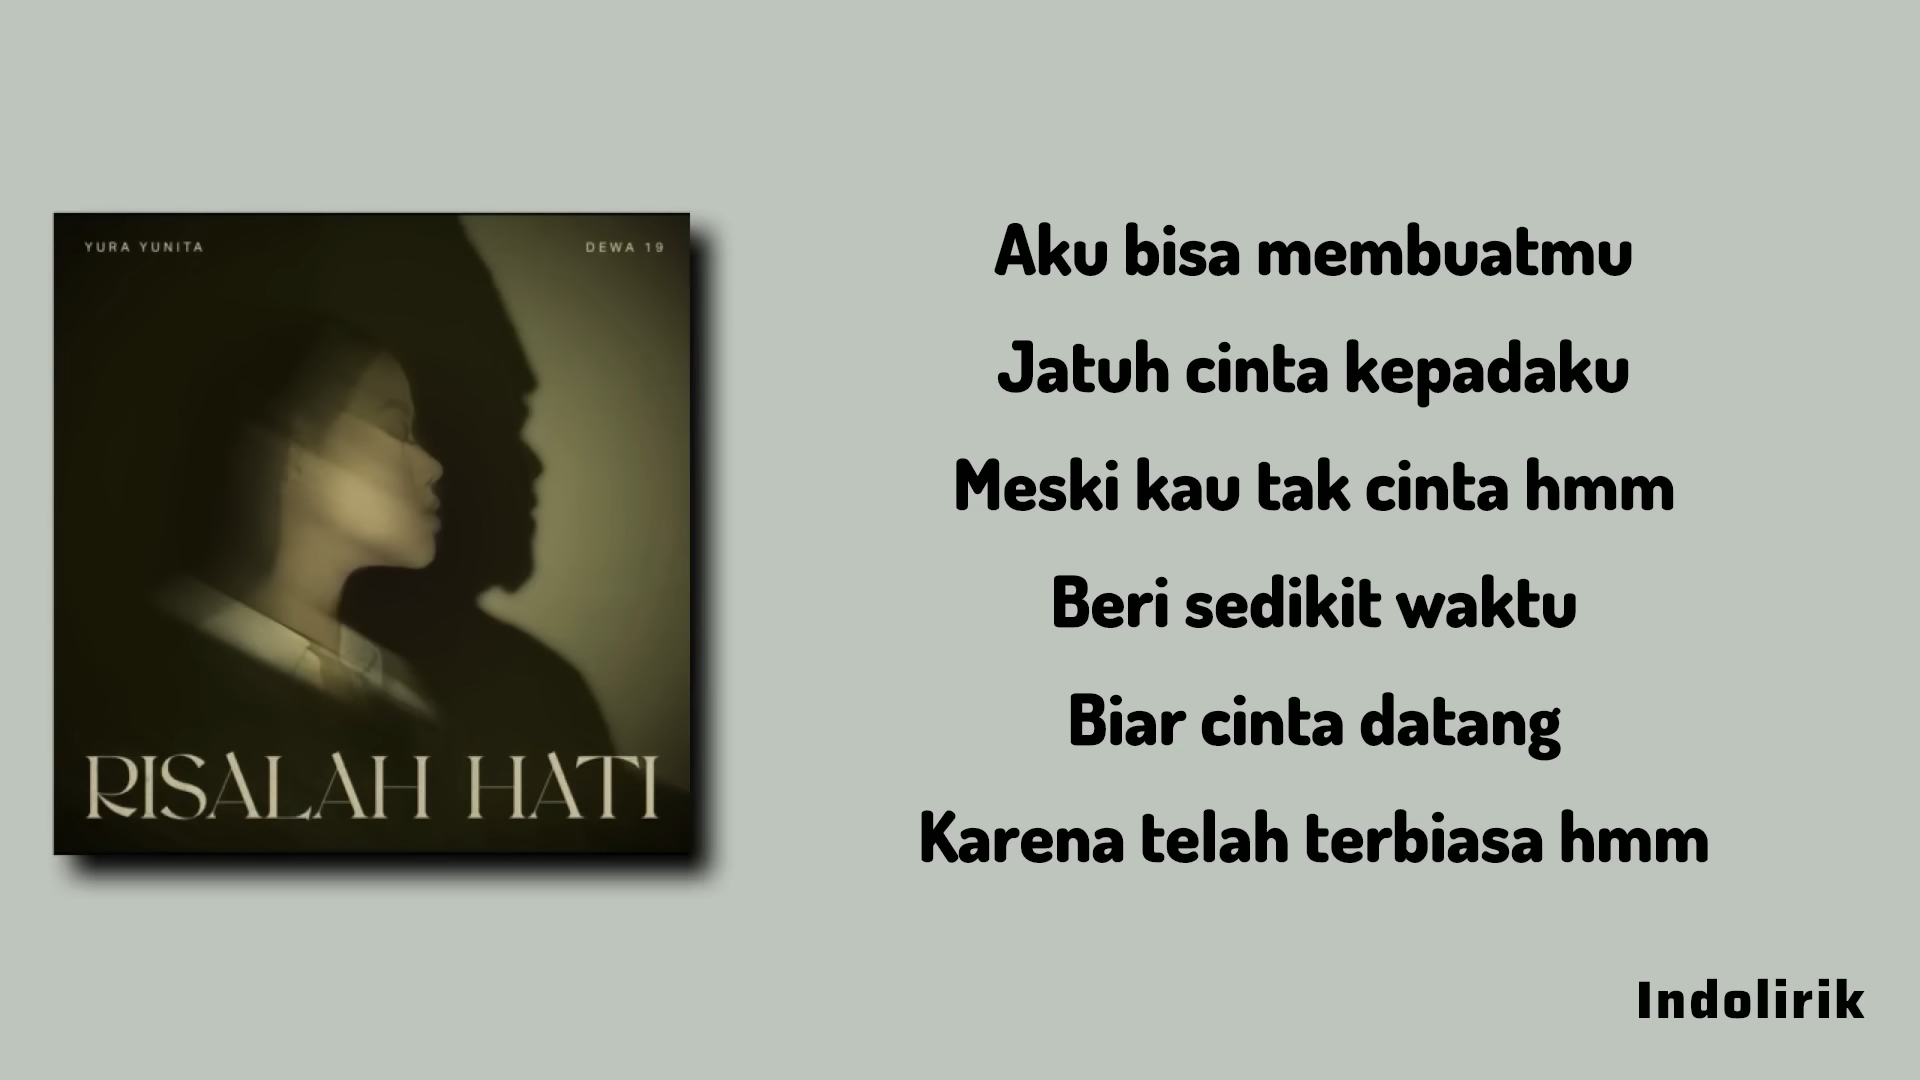 YURA YUNITA
DEWA 19
RISALAH HATI
Aku bisa membuatmu
Jatuh cinta kepadaku
Meski kau tak cinta hmm
Beri sedikit waktu
Biar cinta datang
Karena telah terbiasa hmm
Indolirik